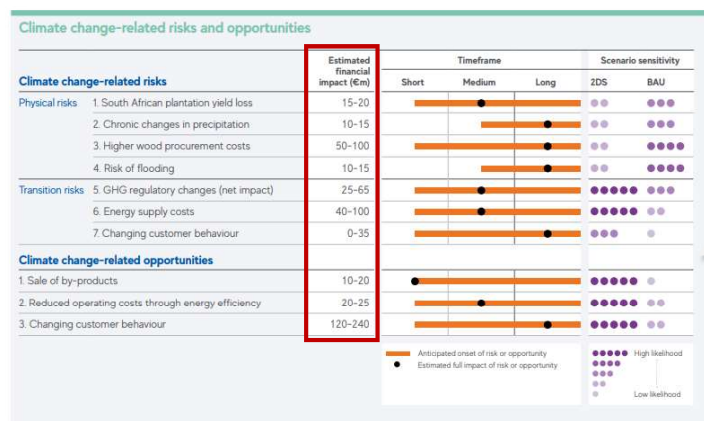 Climate change-related risks and opportunities
Estimated financial impact (€m)
Timeframe
Scenario sensitivity
Climate change-related risks
Short Medium Long 2DS BAU
Physical risks 1. South African plantation yield loss 15-20
2. Chronic changes in precipitation 10-15
3. Higher wood procurement costs 50-100
4. Risk of flooding 10-15
Transition risks 5. GHG regulatory changes (net impact) 25-65
6. Energy supply costs 40-100
7. Changing customer behaviour 0-35
Climate change-related opportunities
1. Sale of by-products 10-20
2. Reduced operating costs through energy efficiency 20-25
3. Changing customer behaviour 120-240
Anticipated onset of risk or opportunity
Estimated full impact of risk or opportunity
High likelihood
Low likelihood